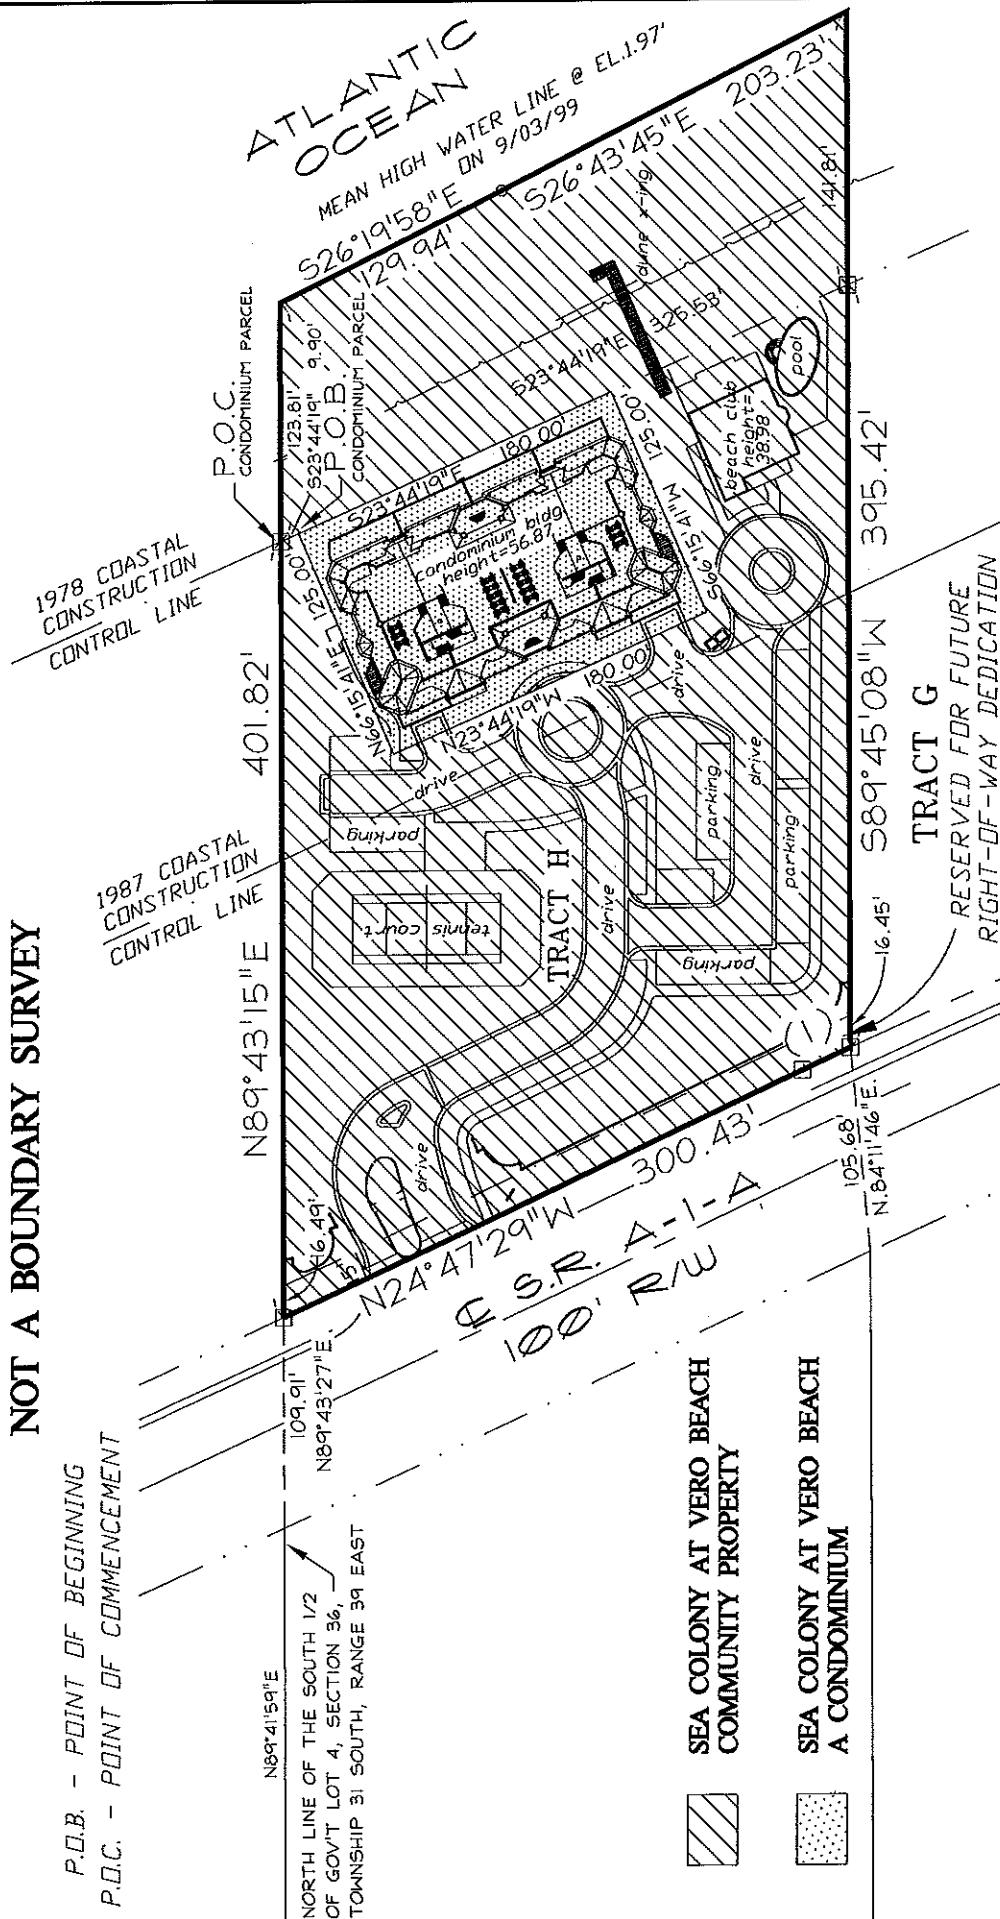 NOT A BOUNDARY SURVEY
P.O.B. - POINT OF BEGINNING
P.O.C. - POINT OF COMMENCEMENT
1987 COASTAL
CONSTRUCTION
CONTROL LINE
1978 COASTAL
CONSTRUCTION
CONTROL LINE
P.O.C.
CONDOMINIUM PARCEL
ATLANTIC
OCEAN
MEAN HIGH WATER LINE @ EL.1.97'
ON 9/03/99
N89°41'59"E
NORTH LINE OF THE SOUTH 1/2
OF GOV'T LOT 4, SECTION 36,
TOWNSHIP 31 SOUTH, RANGE 39 EAST
109.91'
N89°43'27"E.
N89°43'15"E
401.82'
123.81'
S23°44'19" 9.90'
P.O.B.
CONDOMINIUM PARCEL
S26°19'58"E
129.94'
S26°43'45"E
203.23'
16.49'
5'
drive
tennis court
parking
drive
N66°15'41"E
125.00'
S23°44'19"E
180.00'
condominium bldg
height=56.87
N23°44'19"W
180.00'
S66°15'41"W
125.00'
S23°44'19"E
325.53'
dune x-ing
TRACT H
drive
parking
parking
drive
parking
drive
beach club
height=
38.98
pool
141.81'
N24°47'29"W
300.43'
℄ S.R. A-1-A
100' R/W
105.68'
N.84°11'46"E.
16.45'
S89°45'08"W
395.42'
TRACT G
RESERVED FOR FUTURE
RIGHT-OF-WAY DEDICATION
SEA COLONY AT VERO BEACH
COMMUNITY PROPERTY
SEA COLONY AT VERO BEACH
A CONDOMINIUM